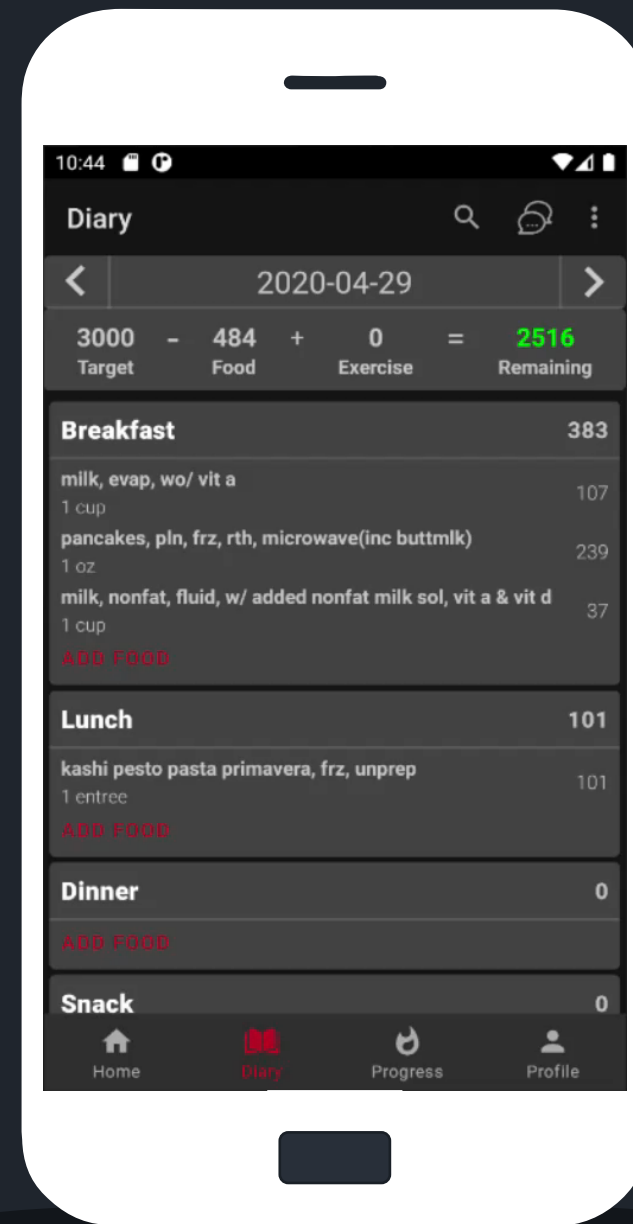 10:44
Diary
2020-04-29
3000 - 484 + 0 = 2516
Target Food Exercise Remaining
Breakfast 383
milk, evap, wo/ vit a
1 cup 107
pancakes, pln, frz, rth, microwave(inc buttmlk)
1 oz 239
milk, nonfat, fluid, w/ added nonfat milk sol, vit a & vit d
1 cup 37
ADD FOOD
Lunch 101
kashi pesto pasta primavera, frz, unprep
1 entree 101
ADD FOOD
Dinner 0
ADD FOOD
Snack 0
Home Diary Progress Profile